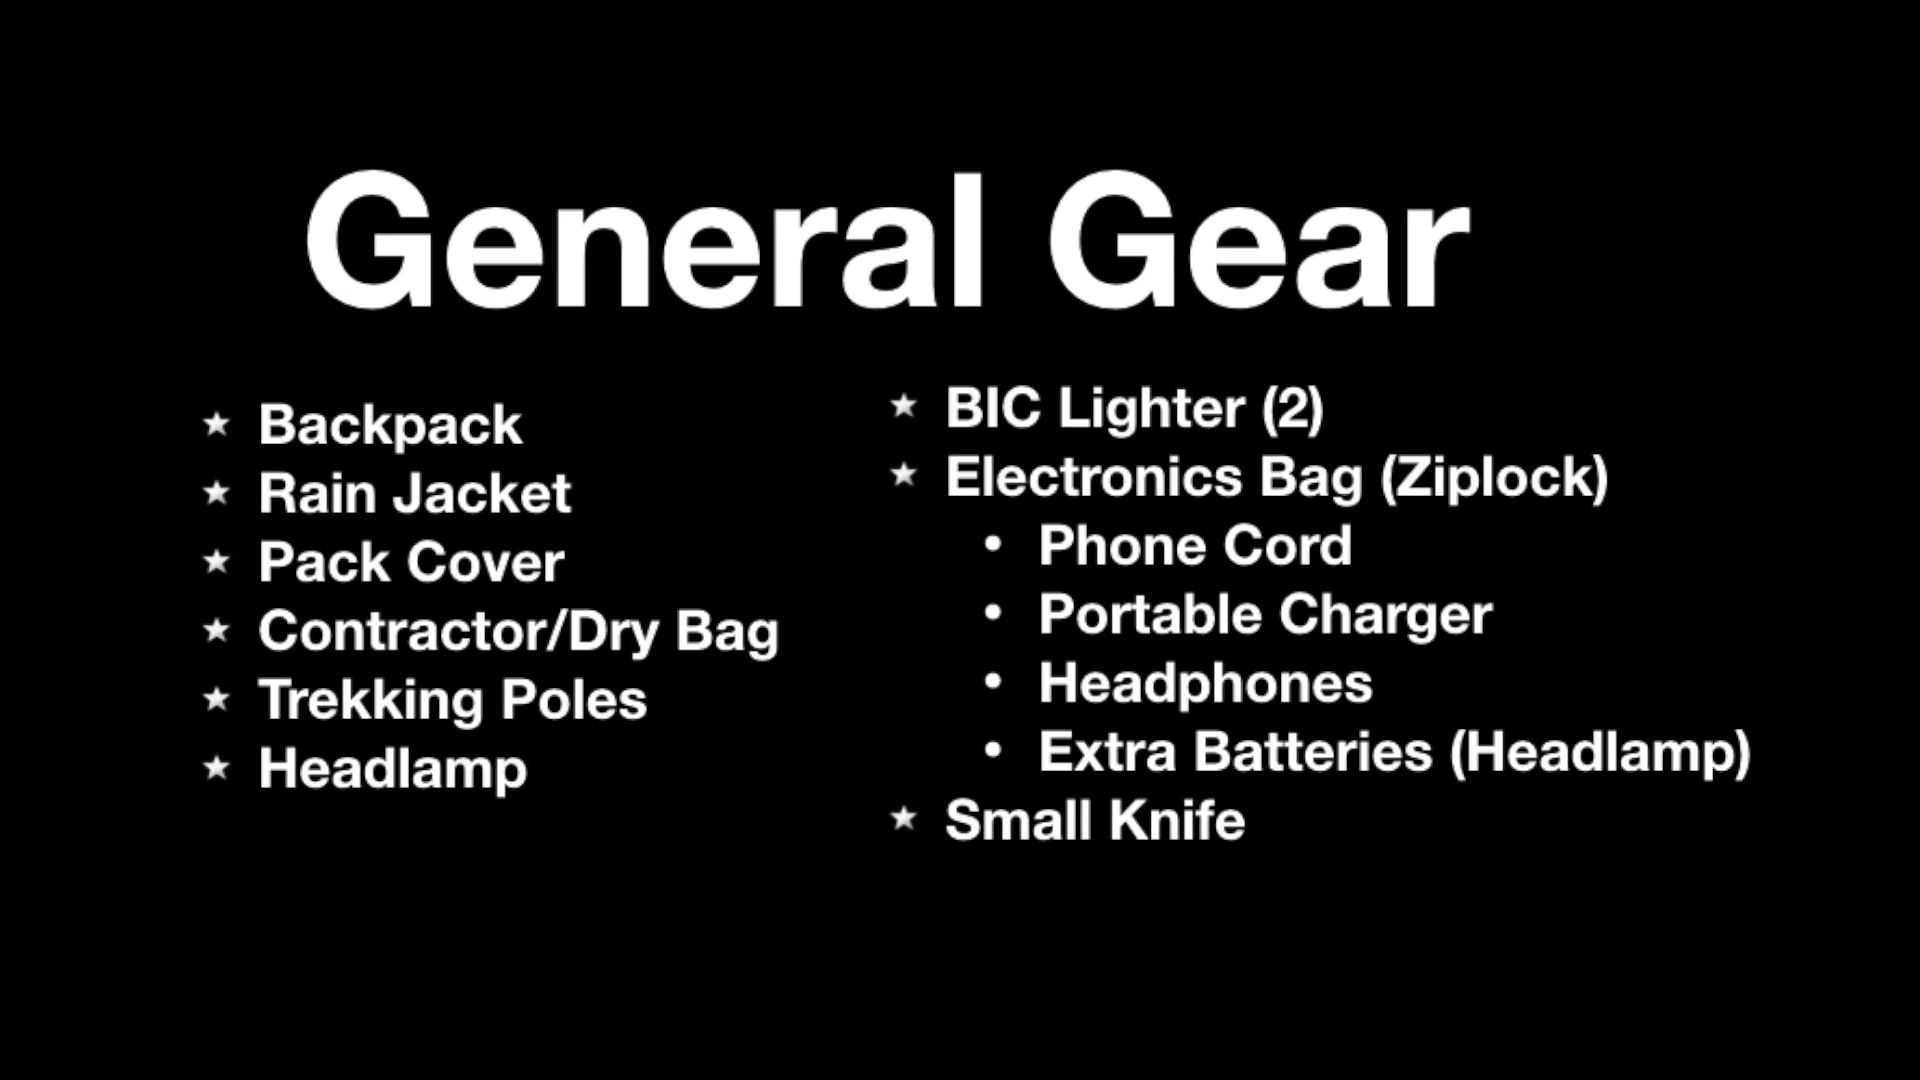 General Gear
★ Backpack
★ Rain Jacket
★ Pack Cover
★ Contractor/Dry Bag
★ Trekking Poles
★ Headlamp
★ BIC Lighter (2)
★ Electronics Bag (Ziplock)
• Phone Cord
• Portable Charger
• Headphones
• Extra Batteries (Headlamp)
★ Small Knife